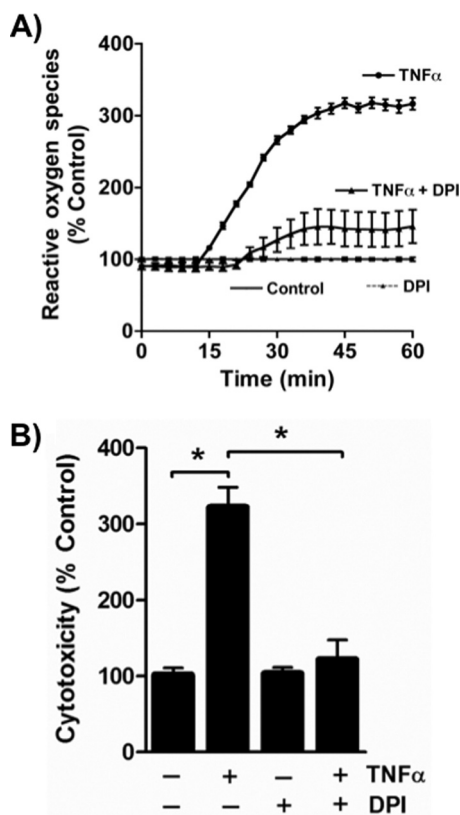 A)
Reactive oxygen species
(% Control)
400
300
200
100
0
TNFα
TNFα + DPI
Control
DPI
0 15 30 45 60
Time (min)
B)
Cytotoxicity (% Control)
400
300
200
100
0
* *
− + − + TNFα
− − + + DPI